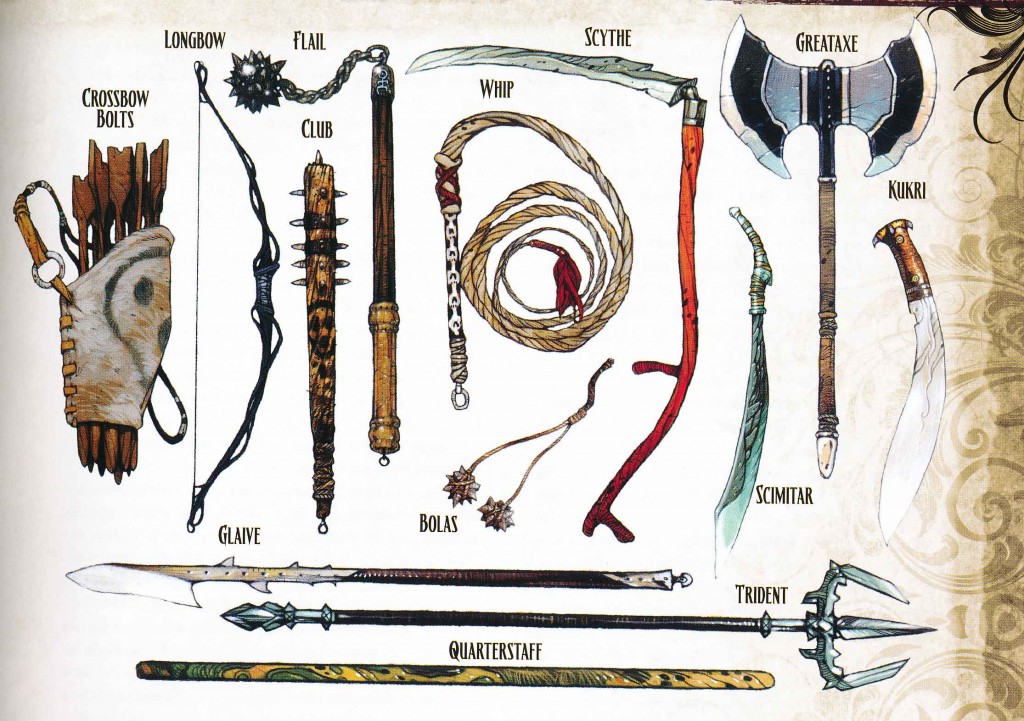 Longbow
Flail
Scythe
Greataxe
Crossbow
Bolts
Whip
Club
Kukri
Scimitar
Bolas
Glaive
Trident
Quarterstaff